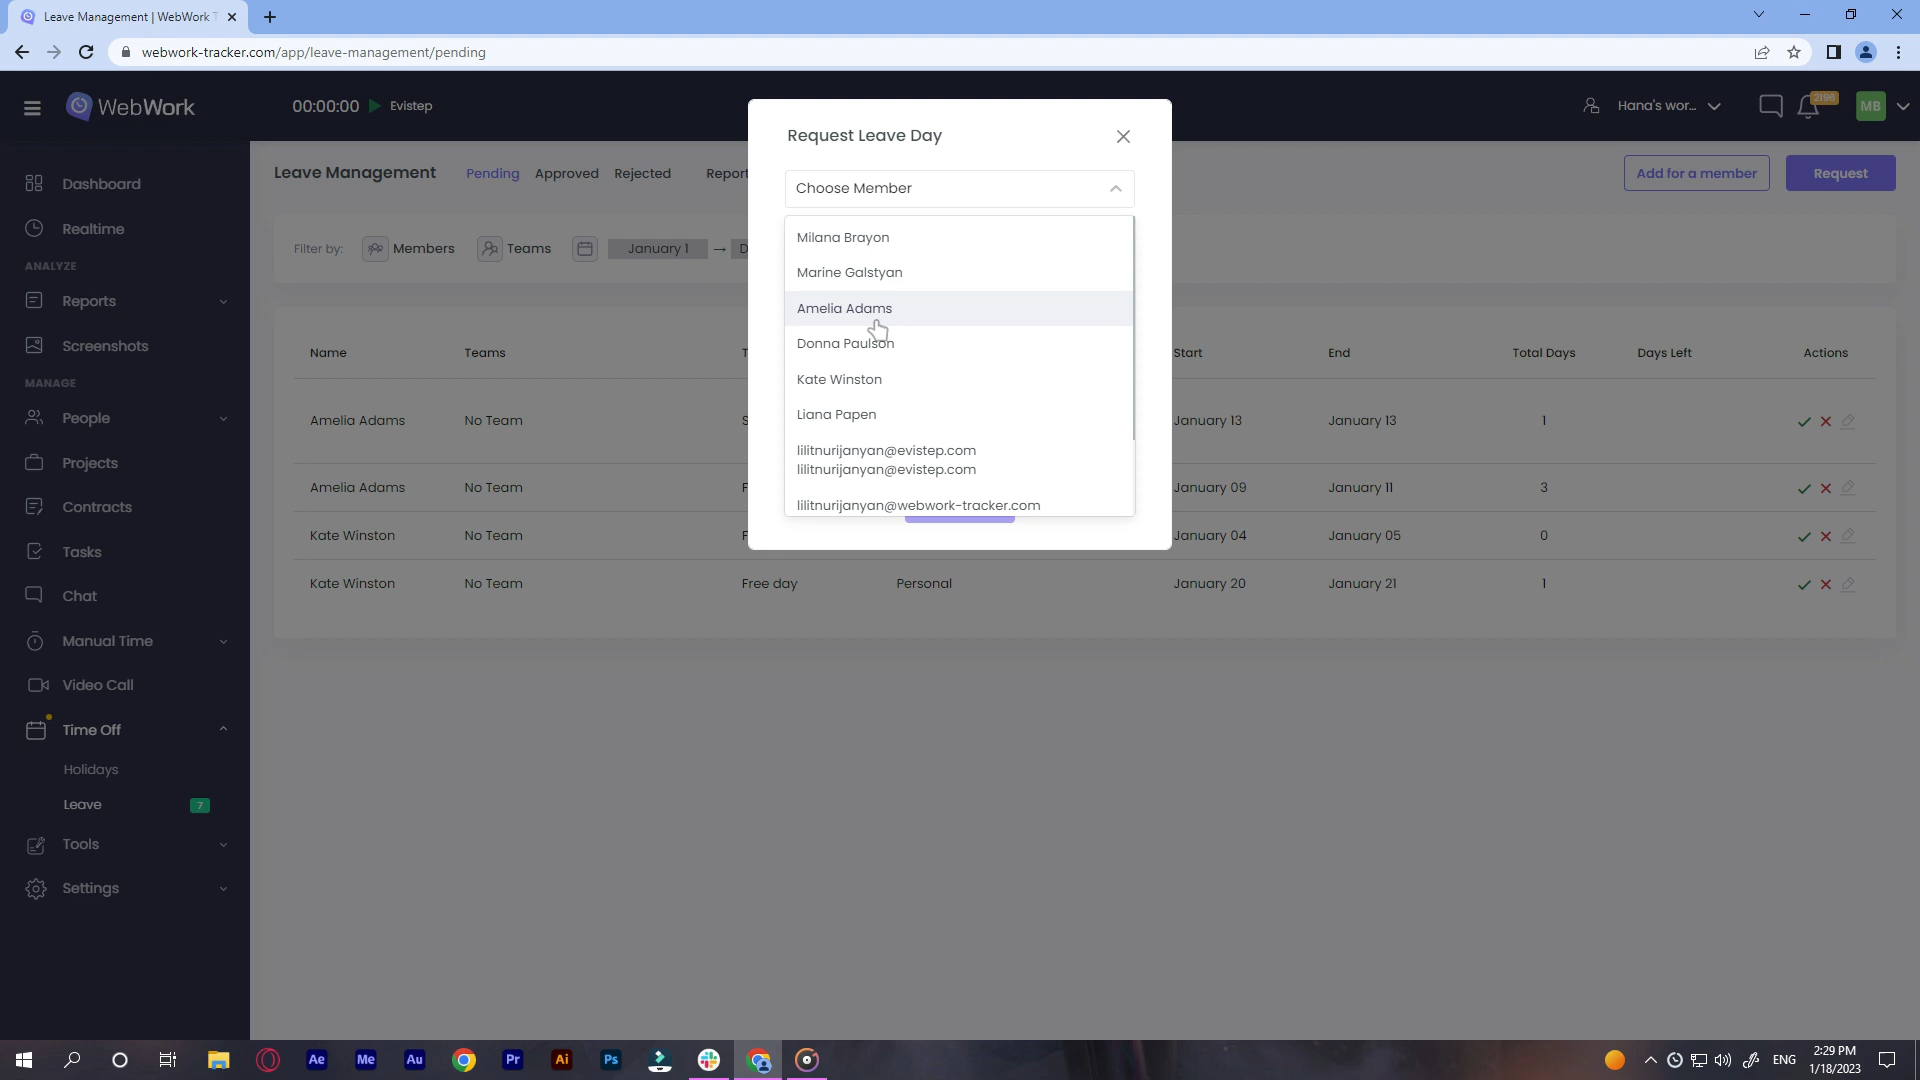 Leave Management | WebWork T
webwork-tracker.com/app/leave-management/pending
WebWork
00:00:00
Evistep
Hana's wor...
2196
MB
Dashboard
Realtime
ANALYZE
Reports
Screenshots
MANAGE
People
Projects
Contracts
Tasks
Chat
Manual Time
Video Call
Time Off
Holidays
Leave
7
Tools
Settings
Leave Management
Pending
Approved
Rejected
Report
Add for a member
Request
Filter by:
Members
Teams
January 1
→
D
Name
Teams
T
Start
End
Total Days
Days Left
Actions
Amelia Adams
No Team
S
January 13
January 13
1
Amelia Adams
No Team
F
January 09
January 11
3
Kate Winston
No Team
F
January 04
January 05
0
Kate Winston
No Team
Free day
Personal
January 20
January 21
1
Request Leave Day
Choose Member
Milana Brayon
Marine Galstyan
Amelia Adams
Donna Paulson
Kate Winston
Liana Papen
lilitnurijanyan@evistep.com
lilitnurijanyan@evistep.com
lilitnurijanyan@webwork-tracker.com
Ae
Me
Au
Pr
Ai
Ps
ENG
2:29 PM
1/18/2023